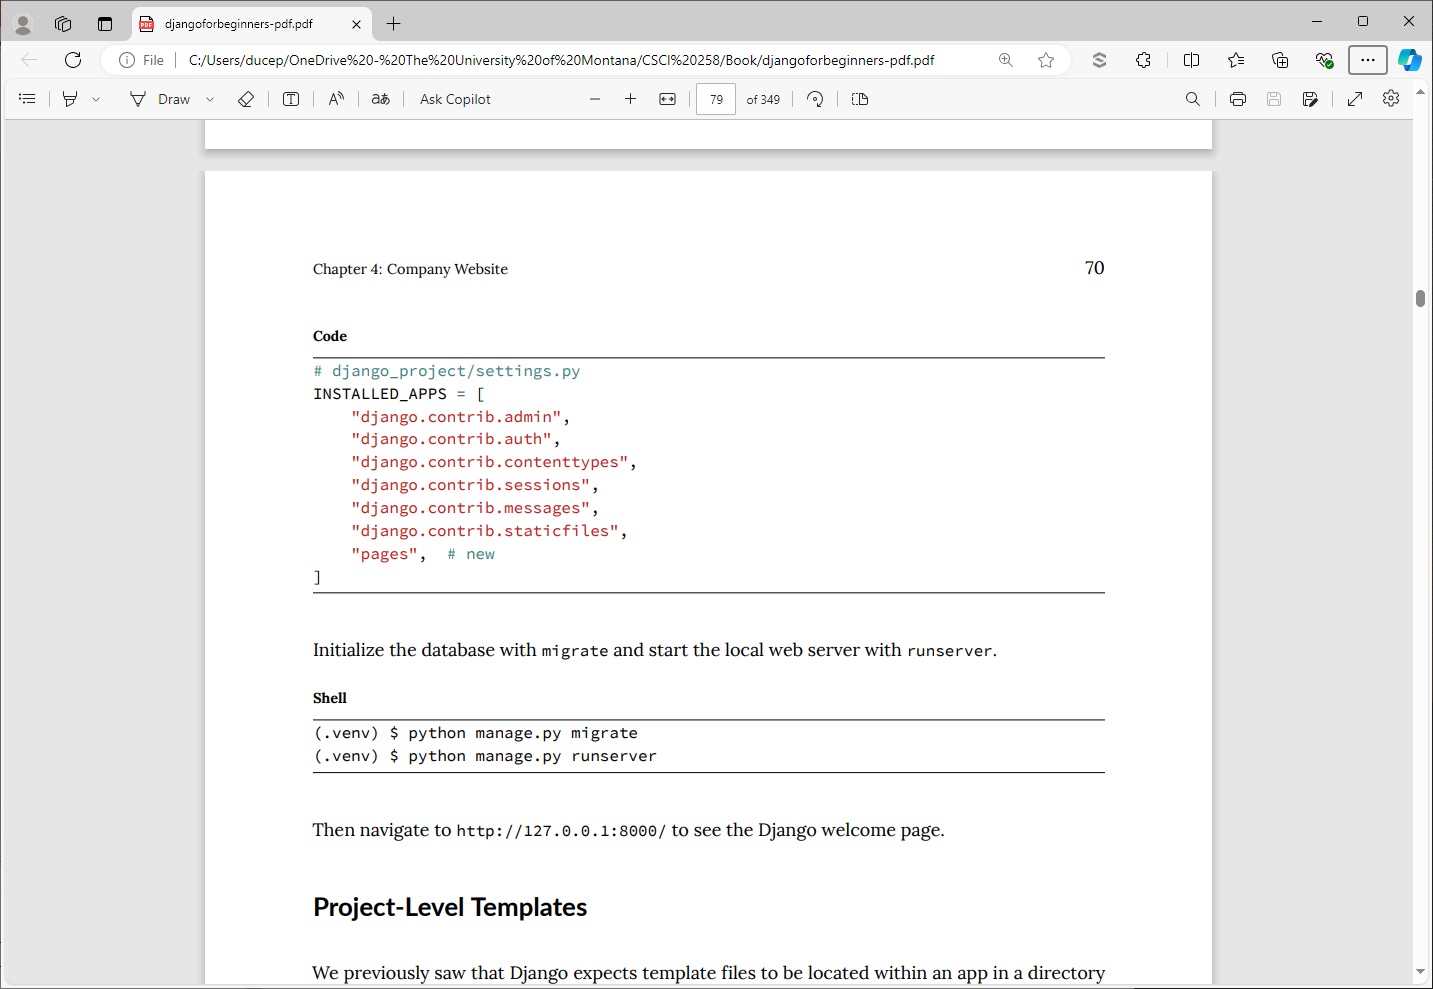 djangoforbeginners-pdf.pdf
File
C:/Users/ducep/OneDrive%20-%20The%20University%20of%20Montana/CSCI%20258/Book/djangoforbeginners-pdf.pdf
Draw
aあ
Ask Copilot
79 of 349
Chapter 4: Company Website
70
Code
# django_project/settings.py
INSTALLED_APPS = [
    "django.contrib.admin",
    "django.contrib.auth",
    "django.contrib.contenttypes",
    "django.contrib.sessions",
    "django.contrib.messages",
    "django.contrib.staticfiles",
    "pages",  # new
]
Initialize the database with migrate and start the local web server with runserver.
Shell
(.venv) $ python manage.py migrate
(.venv) $ python manage.py runserver
Then navigate to http://127.0.0.1:8000/ to see the Django welcome page.
Project-Level Templates
We previously saw that Django expects template files to be located within an app in a directory